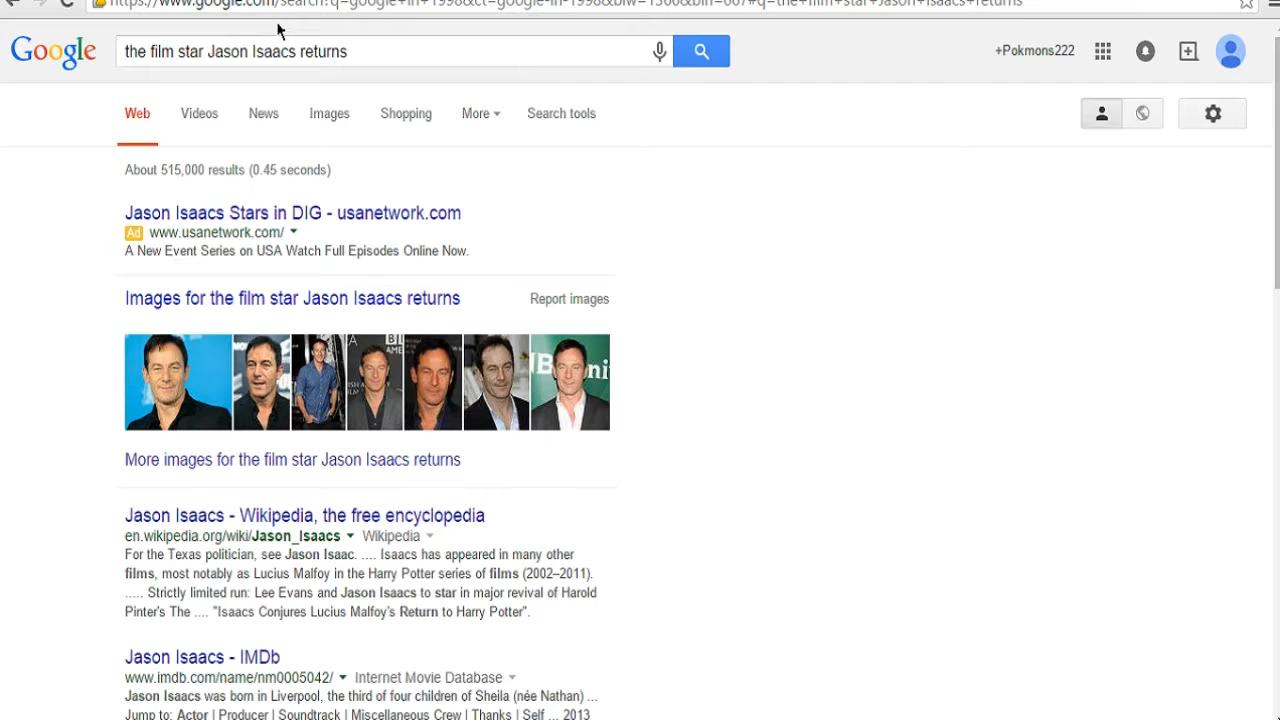 https://www.google.com/search?q=google+in+1998&ct=google-in-1998&biw=1366&bih=667#q=the+film+star+Jason+Isaacs+returns
Google
the film star Jason Isaacs returns
+Pokmons222
Web Videos News Images Shopping More Search tools
About 515,000 results (0.45 seconds)
Jason Isaacs Stars in DIG - usanetwork.com
Ad www.usanetwork.com/
A New Event Series on USA Watch Full Episodes Online Now.
Images for the film star Jason Isaacs returns
Report images
More images for the film star Jason Isaacs returns
Jason Isaacs - Wikipedia, the free encyclopedia
en.wikipedia.org/wiki/Jason_Isaacs Wikipedia
For the Texas politician, see Jason Isaac. .... Isaacs has appeared in many other
films, most notably as Lucius Malfoy in the Harry Potter series of films (2002–2011).
..... Strictly limited run: Lee Evans and Jason Isaacs to star in major revival of Harold
Pinter's The .... "Isaacs Conjures Lucius Malfoy's Return to Harry Potter".
Jason Isaacs - IMDb
www.imdb.com/name/nm0005042/ Internet Movie Database
Jason Isaacs was born in Liverpool, the third of four children of Sheila (née Nathan) ...
Jump to: Actor | Producer | Soundtrack | Miscellaneous Crew | Thanks | Self ... 2013